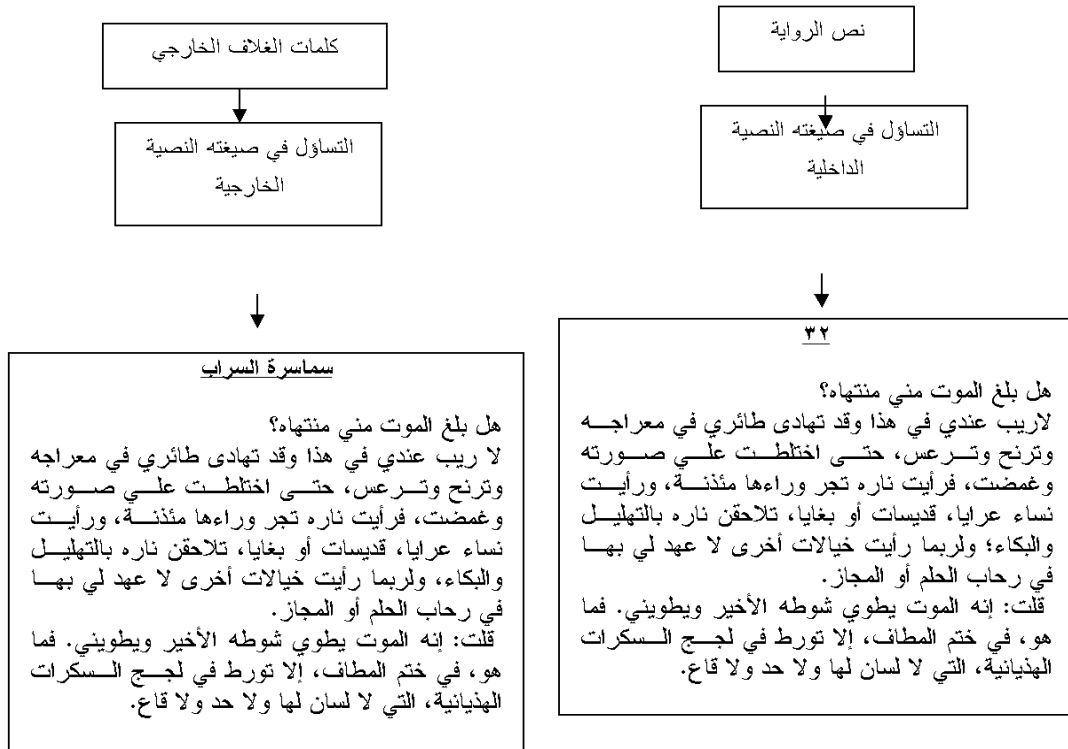 نص الرواية
التساؤل في صيغته النصية
الداخلية
٣٢
هل بلغ الموت مني منتهاه؟
لاريب عندي في هذا وقد تهادى طائري في معراجه
وترنح وترعس، حتى اختلطت علي صورته
وغمضت، فرأيت ناره تجر وراءها مئذنة، ورأيت
نساء عرايا، قديسات أو بغايا، تلاحقن ناره بالتهليل
والبكاء؛ ولربما رأيت خيالات أخرى لا عهد لي بها
في رحاب الحلم أو المجاز.
قلت: إنه الموت يطوي شوطه الأخير ويطويني. فما
هو، في ختم المطاف، إلا تورط في لجج السكرات
الهذيانية، التي لا لسان لها ولا حد ولا قاع.
كلمات الغلاف الخارجي
التساؤل في صيغته النصية
الخارجية
سماسرة السراب
هل بلغ الموت مني منتهاه؟
لا ريب عندي في هذا وقد تهادى طائري في معراجه
وترنح وترعس، حتى اختلطت علي صورته
وغمضت، فرأيت ناره تجر وراءها مئذنة، ورأيت
نساء عرايا، قديسات أو بغايا، تلاحقن ناره بالتهليل
والبكاء، ولربما رأيت خيالات أخرى لا عهد لي بها
في رحاب الحلم أو المجاز.
قلت: إنه الموت يطوي شوطه الأخير ويطويني. فما
هو، في ختم المطاف، إلا تورط في لجج السكرات
الهذيانية، التي لا لسان لها ولا حد ولا قاع.